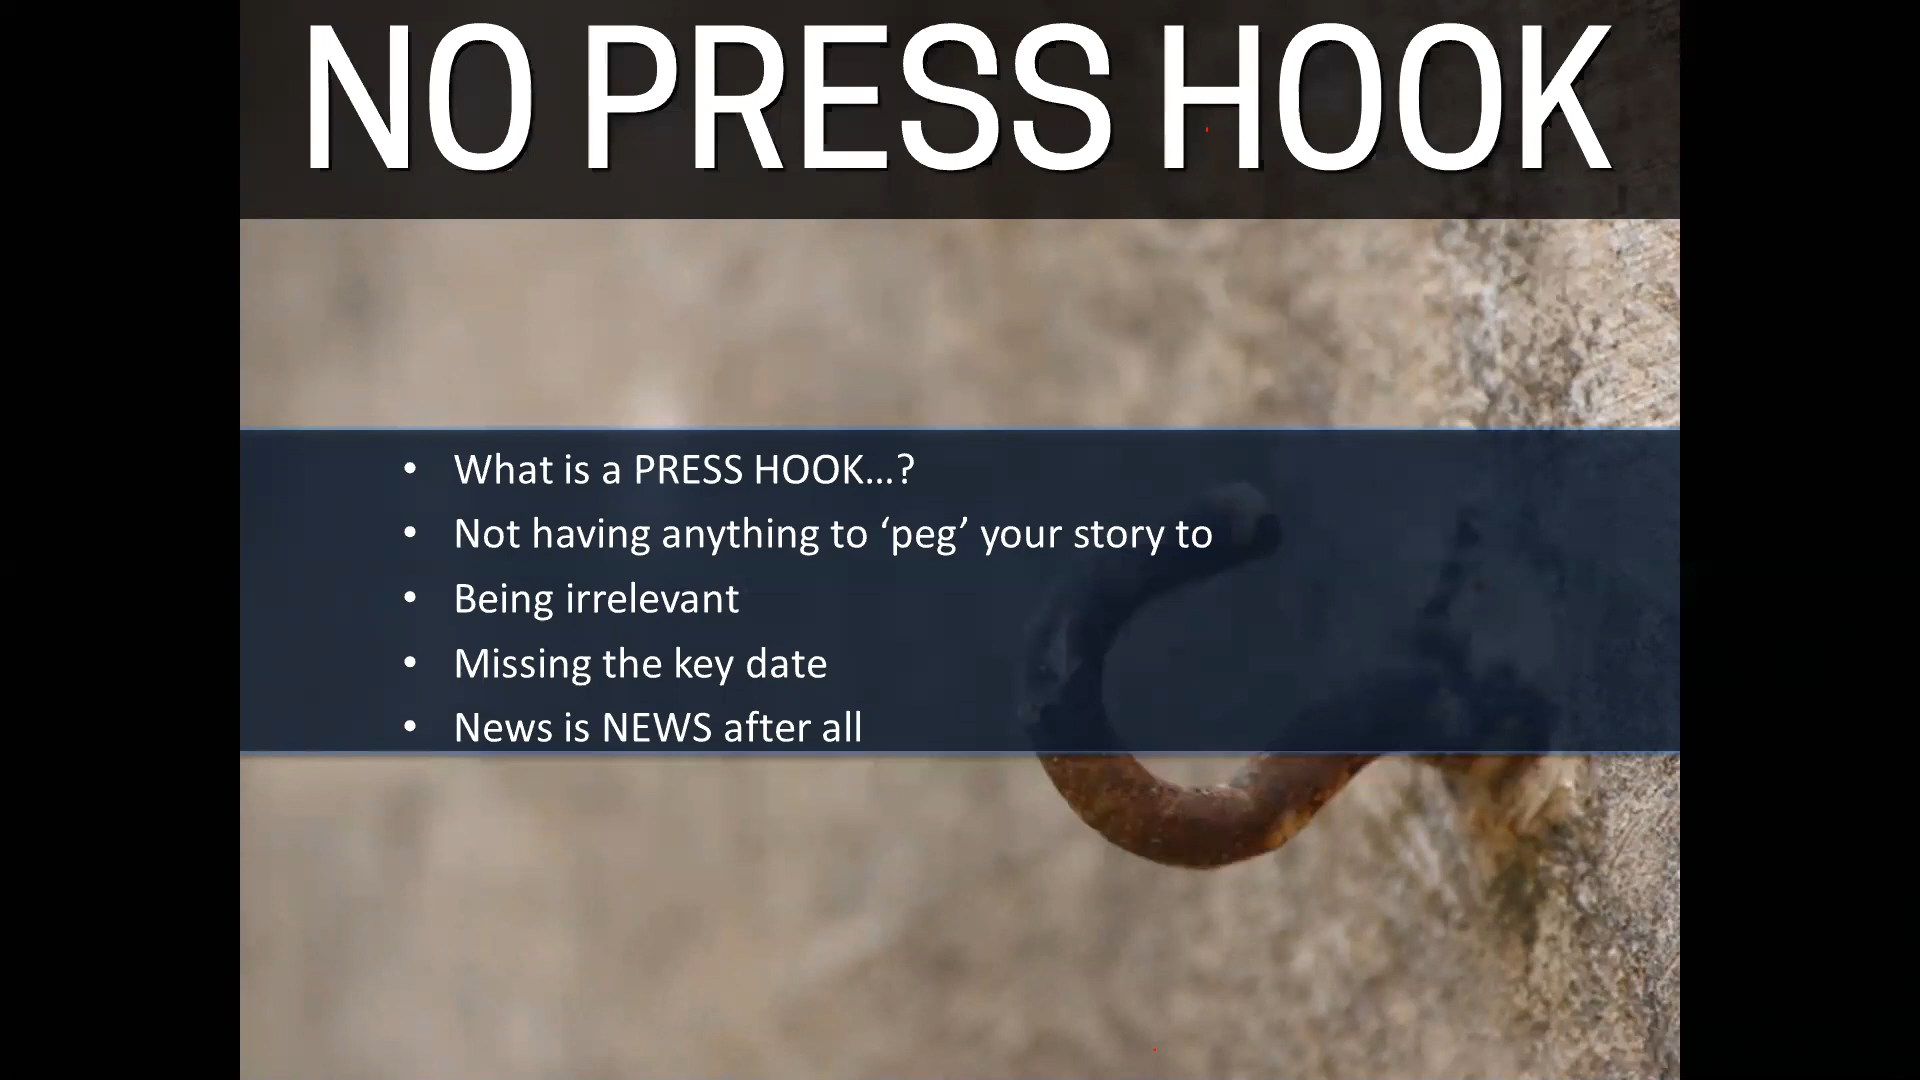 NO PRESS HOOK
• What is a PRESS HOOK...?
• Not having anything to ‘peg’ your story to
• Being irrelevant
• Missing the key date
• News is NEWS after all